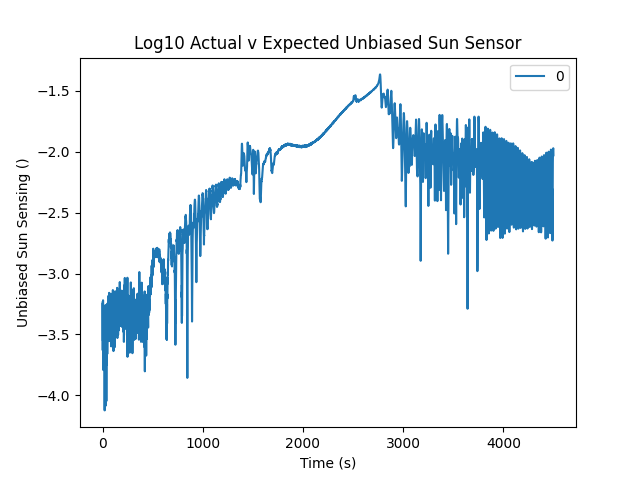 Log10 Actual v Expected Unbiased Sun Sensor
0
Unbiased Sun Sensing ()
−1.5
−2.0
−2.5
−3.0
−3.5
−4.0
0 1000 2000 3000 4000
Time (s)